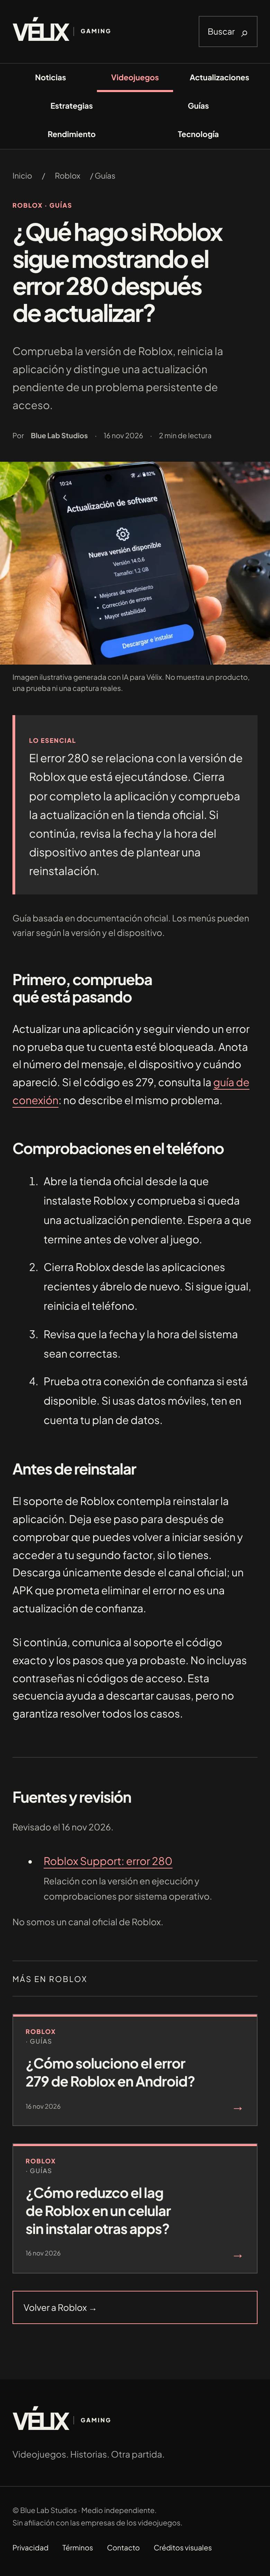 VÉLIX GAMING
Buscar ⌕
Noticias Videojuegos Actualizaciones
Estrategias Guías
Rendimiento Tecnología
Inicio / Roblox / Guías
ROBLOX · GUÍAS
¿Qué hago si Roblox
sigue mostrando el
error 280 después
de actualizar?
Comprueba la versión de Roblox, reinicia la
aplicación y distingue una actualización
pendiente de un problema persistente de
acceso.
Por Blue Lab Studios · 16 nov 2026 · 2 min de lectura
10:24 82%
Actualización de software
Nueva versión disponible
Versión 14.0.6
Tamaño: 1,2 GB
• Mejoras de rendimiento
• Corrección de errores
• Mayor estabilidad
Descargar e instalar
Imagen ilustrativa generada con IA para Vélix. No muestra un producto,
una prueba ni una captura reales.
LO ESENCIAL
El error 280 se relaciona con la versión de
Roblox que está ejecutándose. Cierra
por completo la aplicación y comprueba
la actualización en la tienda oficial. Si
continúa, revisa la fecha y la hora del
dispositivo antes de plantear una
reinstalación.
Guía basada en documentación oficial. Los menús pueden
variar según la versión y el dispositivo.
Primero, comprueba
qué está pasando
Actualizar una aplicación y seguir viendo un error
no prueba que tu cuenta esté bloqueada. Anota
el número del mensaje, el dispositivo y cuándo
apareció. Si el código es 279, consulta la guía de
conexión: no describe el mismo problema.
Comprobaciones en el teléfono
1. Abre la tienda oficial desde la que
instalaste Roblox y comprueba si queda
una actualización pendiente. Espera a que
termine antes de volver al juego.
2. Cierra Roblox desde las aplicaciones
recientes y ábrelo de nuevo. Si sigue igual,
reinicia el teléfono.
3. Revisa que la fecha y la hora del sistema
sean correctas.
4. Prueba otra conexión de confianza si está
disponible. Si usas datos móviles, ten en
cuenta tu plan de datos.
Antes de reinstalar
El soporte de Roblox contempla reinstalar la
aplicación. Deja ese paso para después de
comprobar que puedes volver a iniciar sesión y
acceder a tu segundo factor, si lo tienes.
Descarga únicamente desde el canal oficial; un
APK que prometa eliminar el error no es una
actualización de confianza.
Si continúa, comunica al soporte el código
exacto y los pasos que ya probaste. No incluyas
contraseñas ni códigos de acceso. Esta
secuencia ayuda a descartar causas, pero no
garantiza resolver todos los casos.
Fuentes y revisión
Revisado el 16 nov 2026.
• Roblox Support: error 280
Relación con la versión en ejecución y
comprobaciones por sistema operativo.
No somos un canal oficial de Roblox.
MÁS EN ROBLOX
ROBLOX
· GUÍAS
¿Cómo soluciono el error
279 de Roblox en Android?
16 nov 2026 →
ROBLOX
· GUÍAS
¿Cómo reduzco el lag
de Roblox en un celular
sin instalar otras apps?
16 nov 2026 →
Volver a Roblox →
VÉLIX GAMING
Videojuegos. Historias. Otra partida.
© Blue Lab Studios · Medio independiente.
Sin afiliación con las empresas de los videojuegos.
Privacidad Términos Contacto Créditos visuales